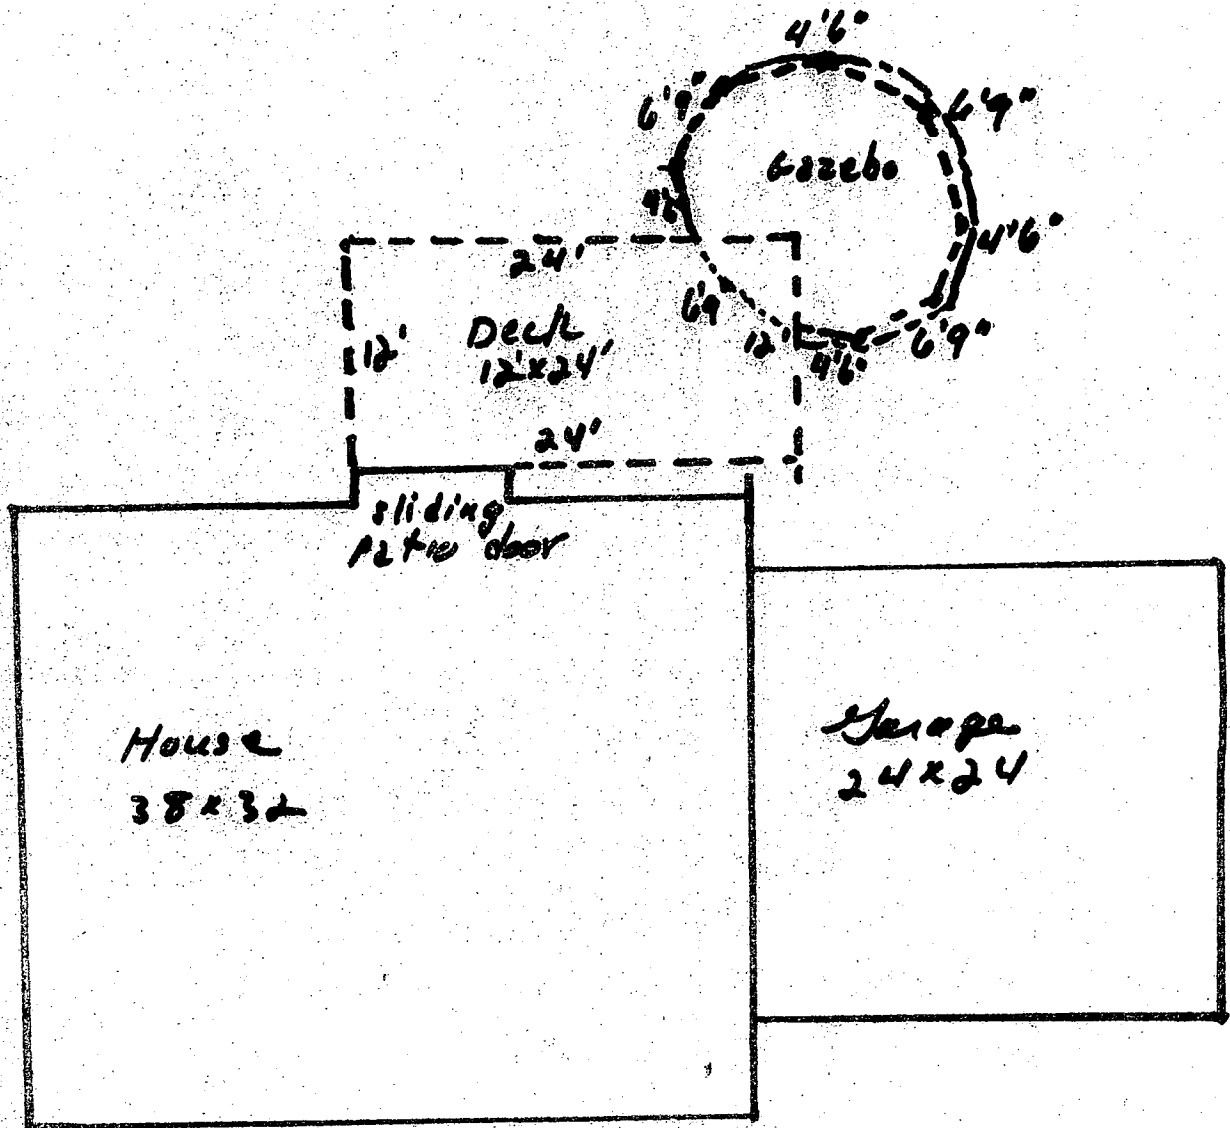 4'6"
6'9"
6'9"
Gazebo
4'6
4'6"
24'
6'9
Deck
12'x24'
12'
12'
4'6"
6'9"
24'
sliding
Patio door
House
38x32
Garage
24x24